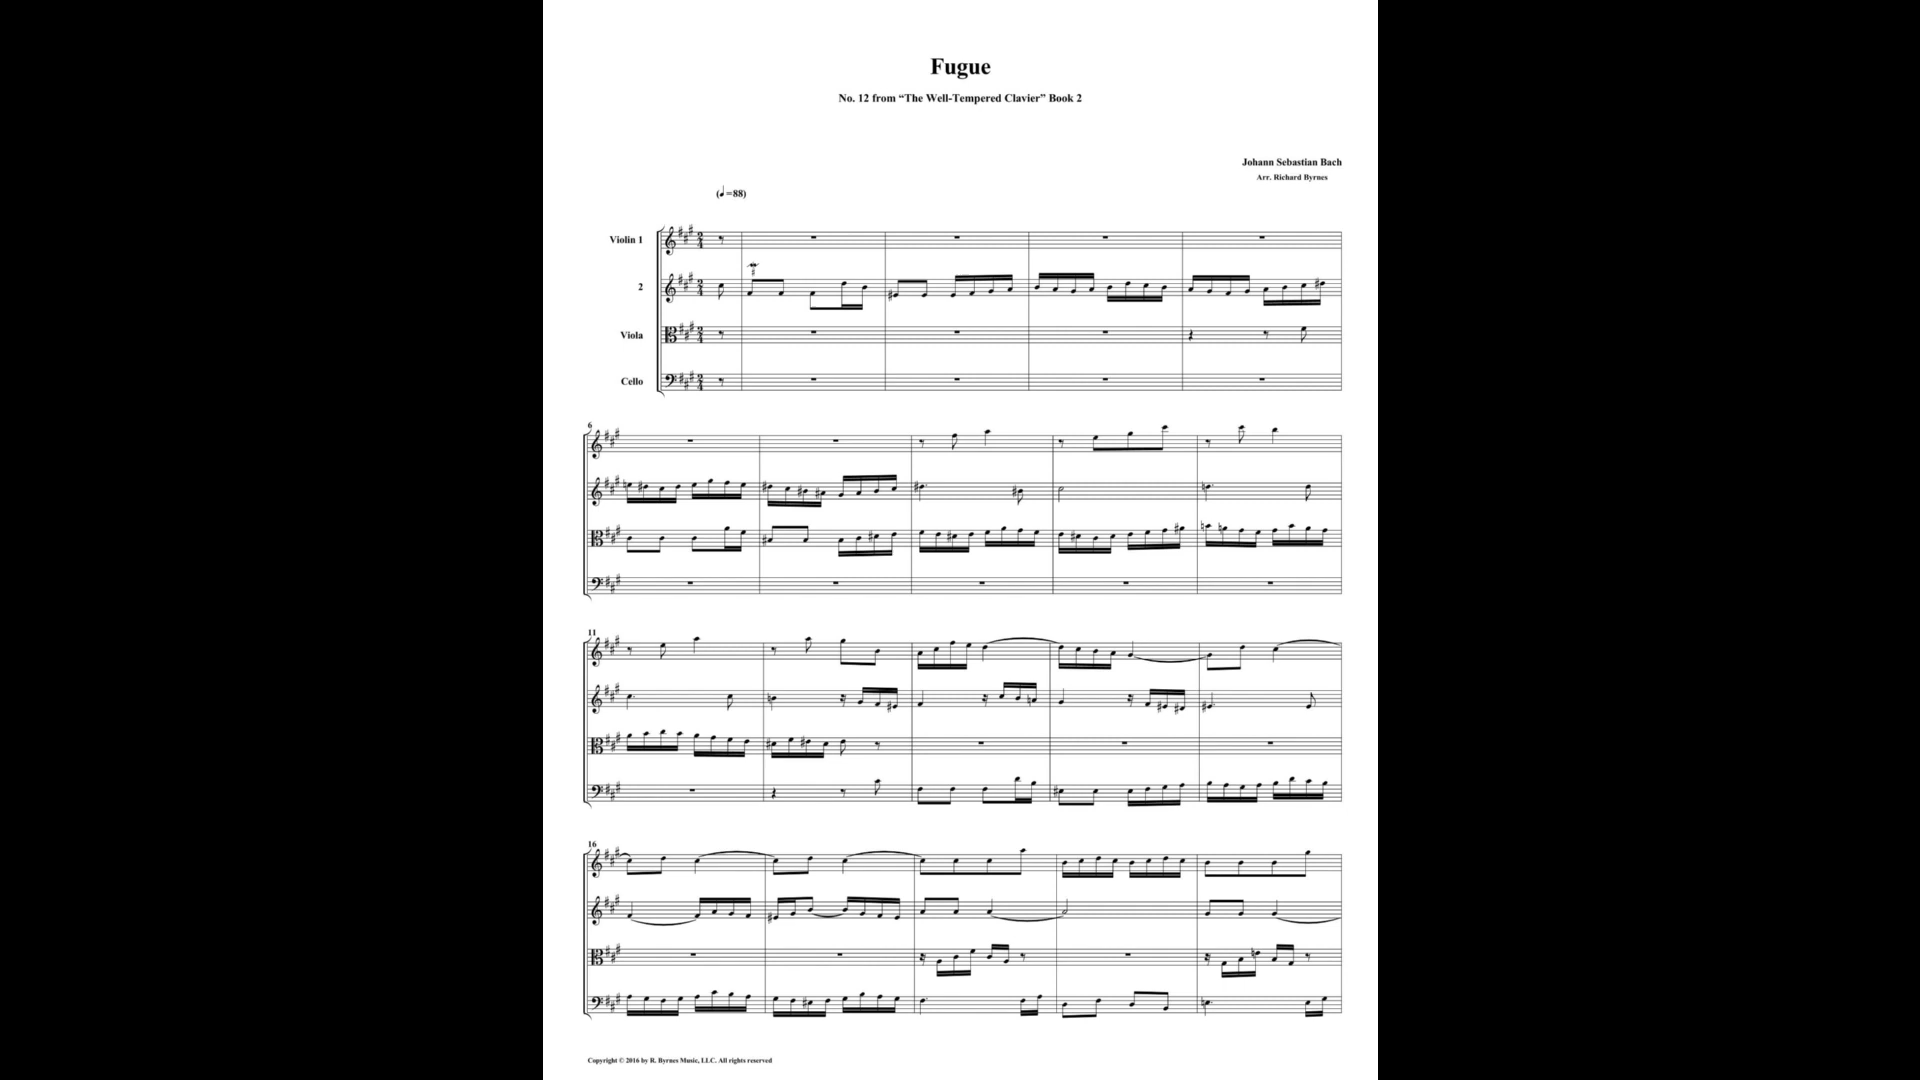 Fugue
No. 12 from “The Well-Tempered Clavier” Book 2
Johann Sebastian Bach
Arr. Richard Byrnes
(♩=88)
Violin 1
2
Viola
Cello
6
11
16
Copyright © 2016 by R. Byrnes Music, LLC. All rights reserved